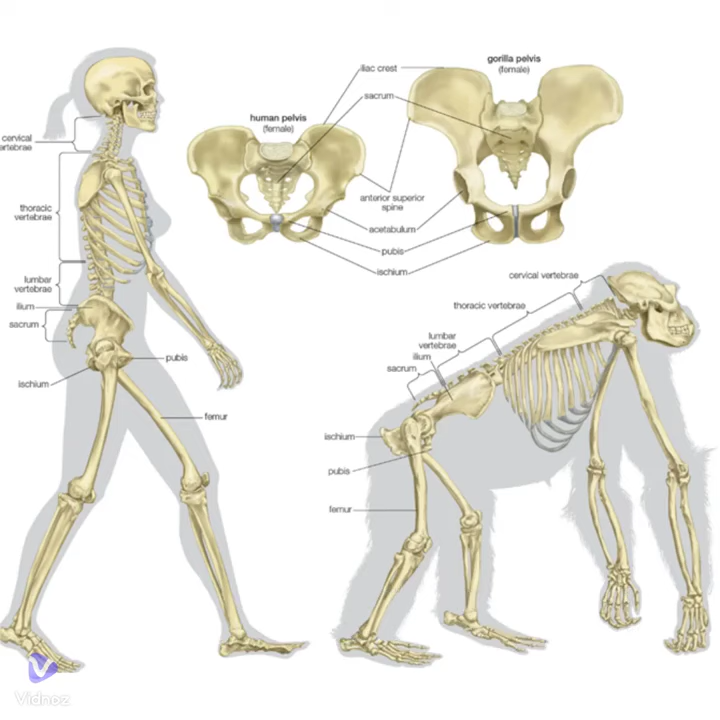 gorilla pelvis
(female)
iliac crest
sacrum
human pelvis
(female)
anterior superior
spine
acetabulum
pubis
ischium
cervical
ertebrae
thoracic
vertebrae
lumbar
vertebrae
ilium
sacrum
ischium
pubis
femur
cervical vertebrae
thoracic vertebrae
lumbar
vertebrae
ilium
sacrum
ischium
pubis
femur
Vidnoz